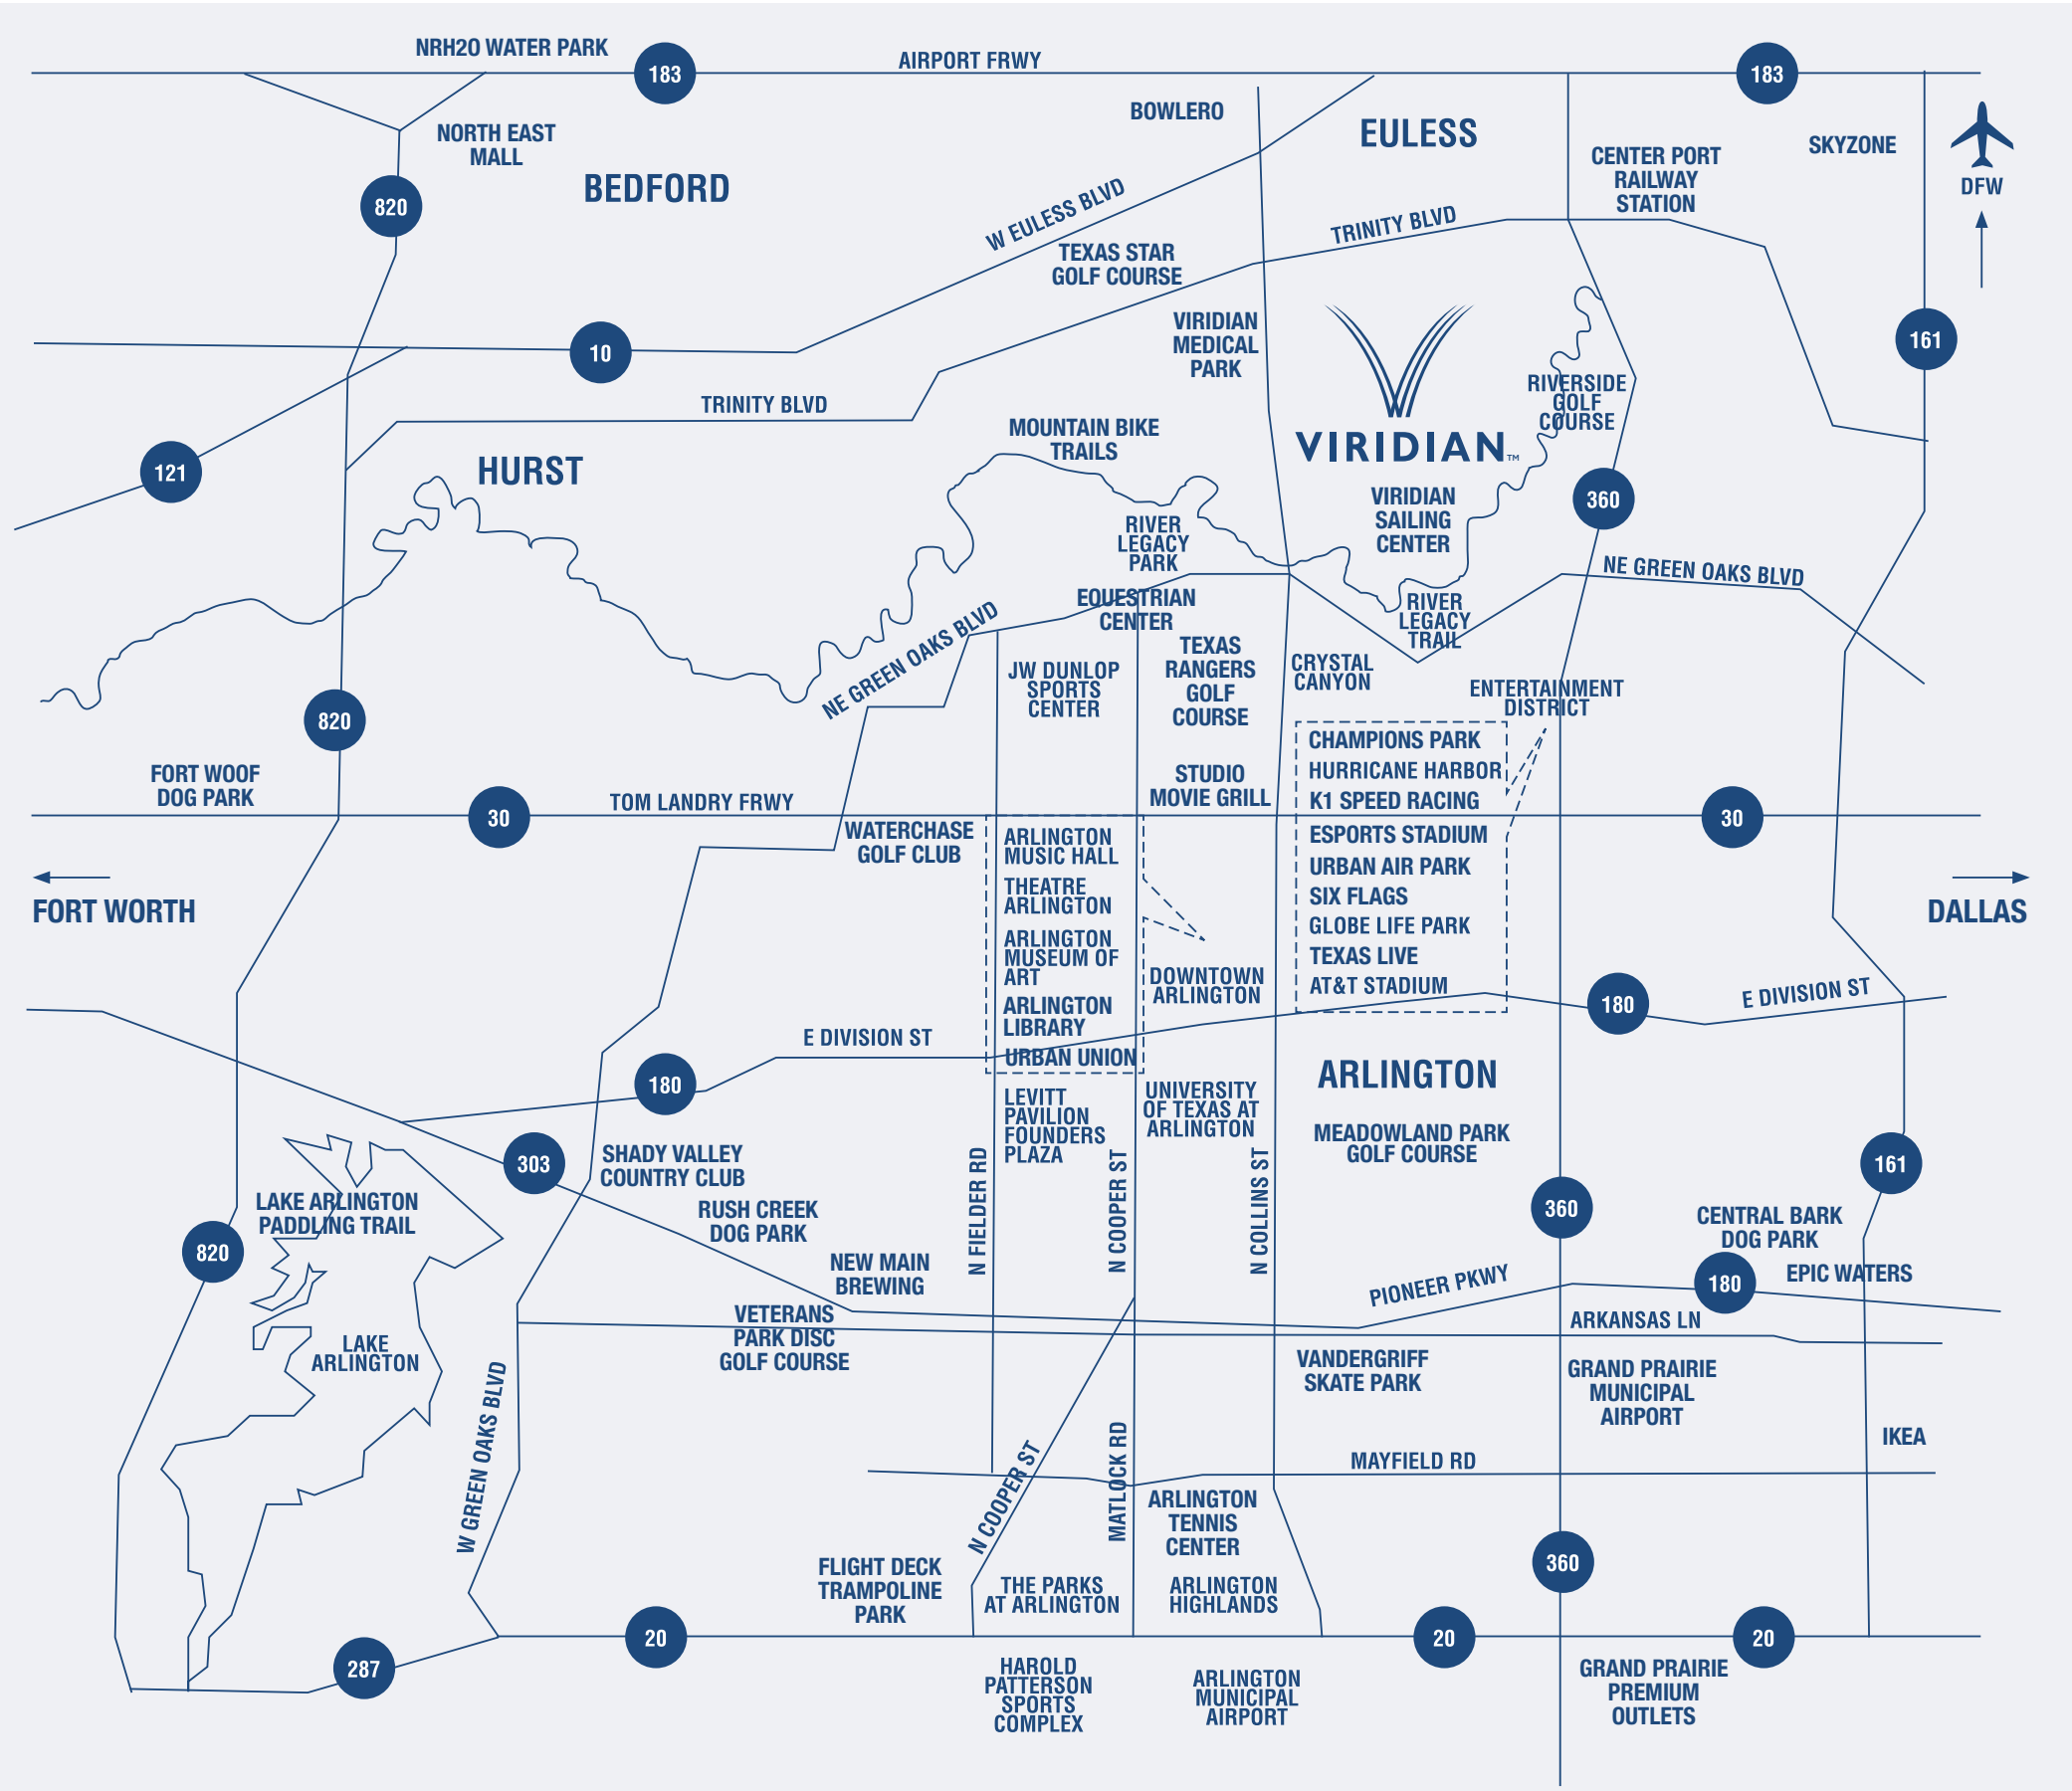 NRH2O WATER PARK
183
AIRPORT FRWY
183
BOWLERO
EULESS
NORTH EAST
MALL
SKYZONE
CENTER PORT
RAILWAY
STATION
DFW
BEDFORD
820
W EULESS BLVD
TRINITY BLVD
TEXAS STAR
GOLF COURSE
VIRIDIAN
MEDICAL
PARK
10
161
RIVERSIDE
GOLF
COURSE
TRINITY BLVD
MOUNTAIN BIKE
TRAILS
VIRIDIAN™
121
HURST
360
VIRIDIAN
SAILING
CENTER
RIVER
LEGACY
PARK
NE GREEN OAKS BLVD
EQUESTRIAN
CENTER
RIVER
LEGACY
TRAIL
NE GREEN OAKS BLVD
TEXAS
RANGERS
GOLF
COURSE
JW DUNLOP
SPORTS
CENTER
CRYSTAL
CANYON
ENTERTAINMENT
DISTRICT
820
CHAMPIONS PARK
HURRICANE HARBOR
K1 SPEED RACING
ESPORTS STADIUM
URBAN AIR PARK
SIX FLAGS
GLOBE LIFE PARK
TEXAS LIVE
AT&T STADIUM
FORT WOOF
DOG PARK
STUDIO
MOVIE GRILL
30
TOM LANDRY FRWY
30
WATERCHASE
GOLF CLUB
ARLINGTON
MUSIC HALL
THEATRE
ARLINGTON
ARLINGTON
MUSEUM OF
ART
ARLINGTON
LIBRARY
URBAN UNION
FORT WORTH
DALLAS
DOWNTOWN
ARLINGTON
180
E DIVISION ST
E DIVISION ST
180
ARLINGTON
LEVITT
PAVILION
FOUNDERS
PLAZA
UNIVERSITY
OF TEXAS AT
ARLINGTON
MEADOWLAND PARK
GOLF COURSE
303
SHADY VALLEY
COUNTRY CLUB
161
LAKE ARLINGTON
PADDLING TRAIL
RUSH CREEK
DOG PARK
N FIELDER RD
N COOPER ST
N COLLINS ST
360
CENTRAL BARK
DOG PARK
820
NEW MAIN
BREWING
PIONEER PKWY
180
EPIC WATERS
VETERANS
PARK DISC
GOLF COURSE
ARKANSAS LN
LAKE
ARLINGTON
VANDERGRIFF
SKATE PARK
GRAND PRAIRIE
MUNICIPAL
AIRPORT
W GREEN OAKS BLVD
IKEA
MAYFIELD RD
N COOPER ST
MATLOCK RD
ARLINGTON
TENNIS
CENTER
360
FLIGHT DECK
TRAMPOLINE
PARK
THE PARKS
AT ARLINGTON
ARLINGTON
HIGHLANDS
20
20
20
287
HAROLD
PATTERSON
SPORTS
COMPLEX
ARLINGTON
MUNICIPAL
AIRPORT
GRAND PRAIRIE
PREMIUM
OUTLETS